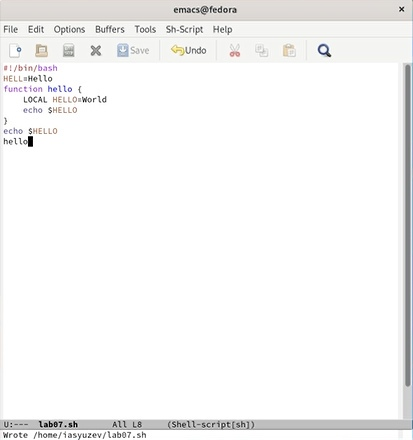 emacs@fedora
File Edit Options Buffers Tools Sh-Script Help
Save Undo
#!/bin/bash
HELL=Hello
function hello {
    LOCAL HELLO=World
    echo $HELLO
}
echo $HELLO
hello
U:--- lab07.sh All L8 (Shell-script[sh])
Wrote /home/iasyuzev/lab07.sh